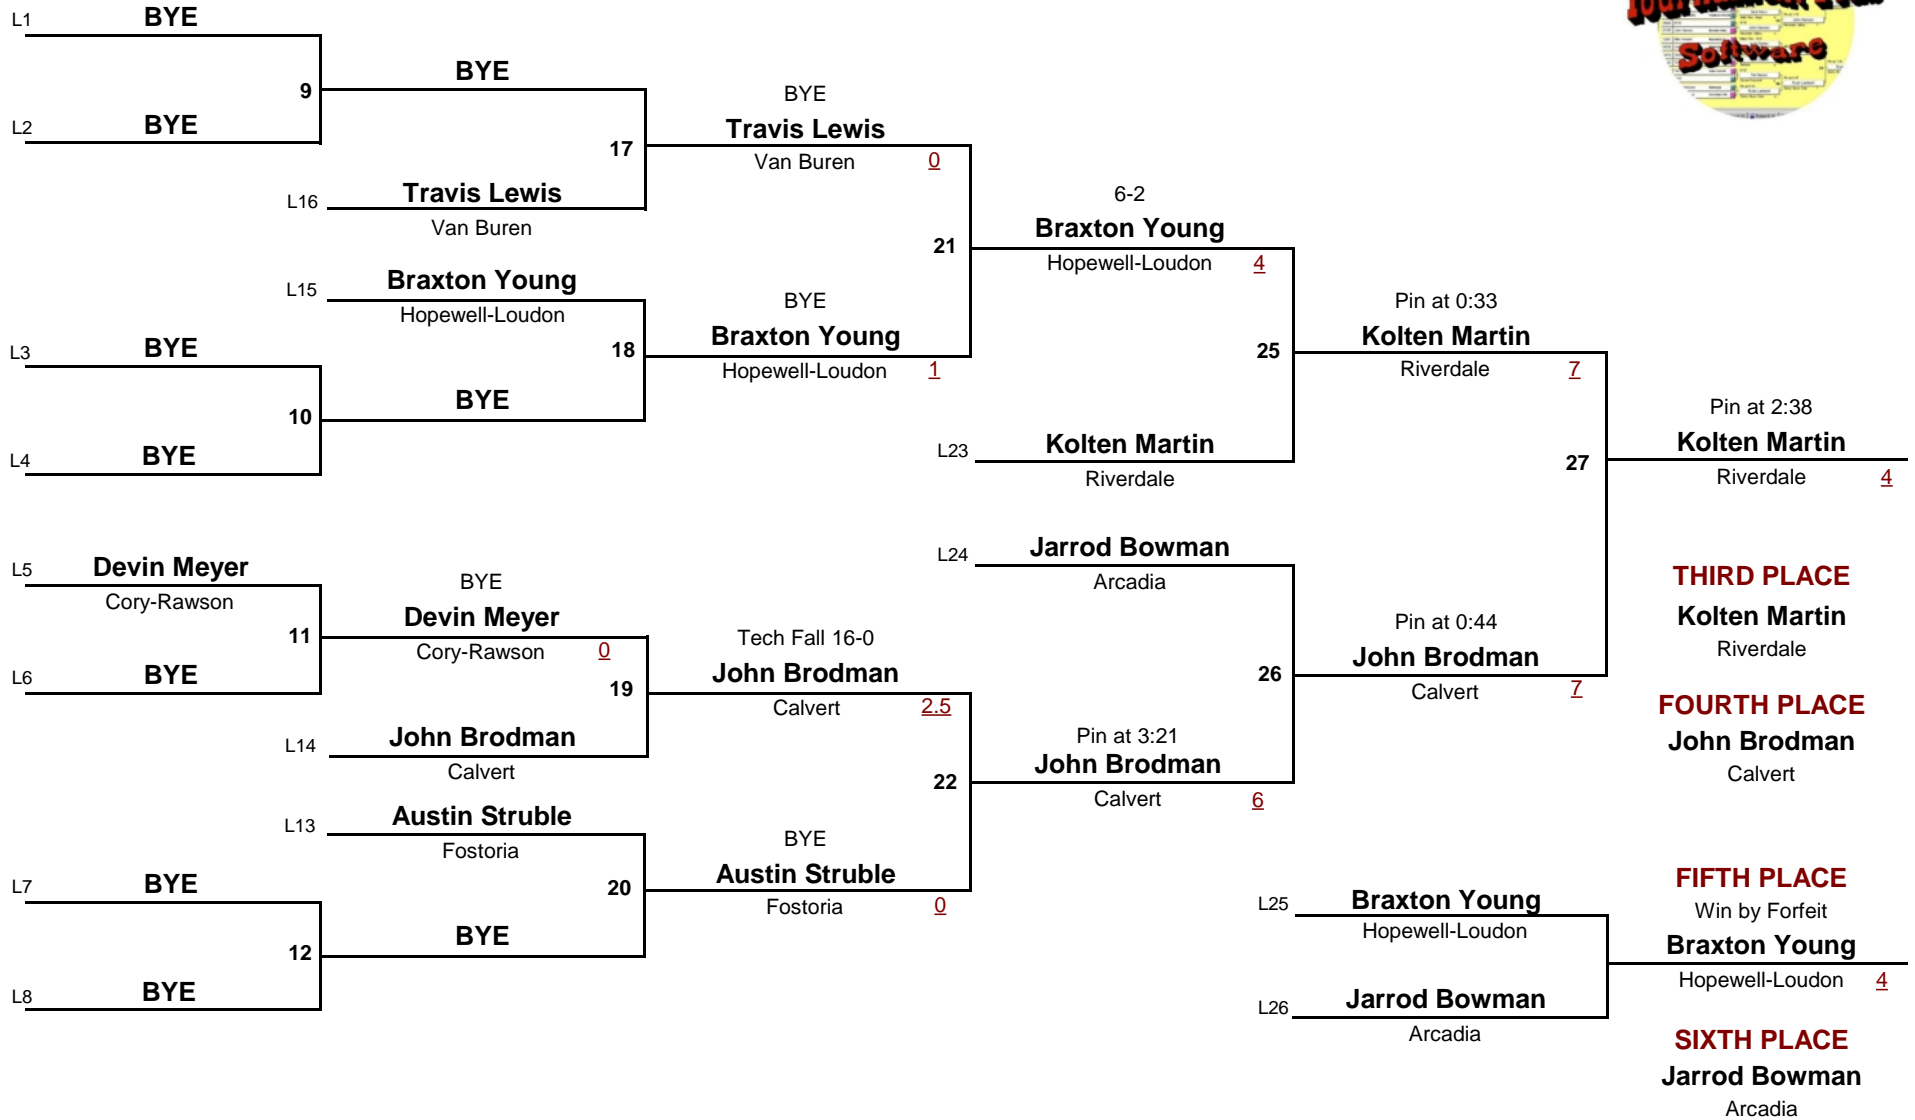 Software
L1 BYE
9
BYE
L2 BYE
17
BYE
Travis Lewis
Van Buren 0
L16 Travis Lewis
Van Buren
21
6-2
Braxton Young
Hopewell-Loudon 4
L15 Braxton Young
Hopewell-Loudon
18
BYE
Braxton Young
Hopewell-Loudon 1
L3 BYE
10
BYE
L4 BYE
25
Pin at 0:33
Kolten Martin
Riverdale 7
L23 Kolten Martin
Riverdale
27
Pin at 2:38
Kolten Martin
Riverdale 4
L5 Devin Meyer
Cory-Rawson
11
BYE
Devin Meyer
Cory-Rawson 0
L6 BYE
19
Tech Fall 16-0
John Brodman
Calvert 2.5
L14 John Brodman
Calvert
L24 Jarrod Bowman
Arcadia
26
Pin at 0:44
John Brodman
Calvert 7
22
Pin at 3:21
John Brodman
Calvert 6
L13 Austin Struble
Fostoria
20
BYE
Austin Struble
Fostoria 0
L7 BYE
12
BYE
L8 BYE
THIRD PLACE
Kolten Martin
Riverdale
FOURTH PLACE
John Brodman
Calvert
L25 Braxton Young
Hopewell-Loudon
L26 Jarrod Bowman
Arcadia
FIFTH PLACE
Win by Forfeit
Braxton Young
Hopewell-Loudon 4
SIXTH PLACE
Jarrod Bowman
Arcadia